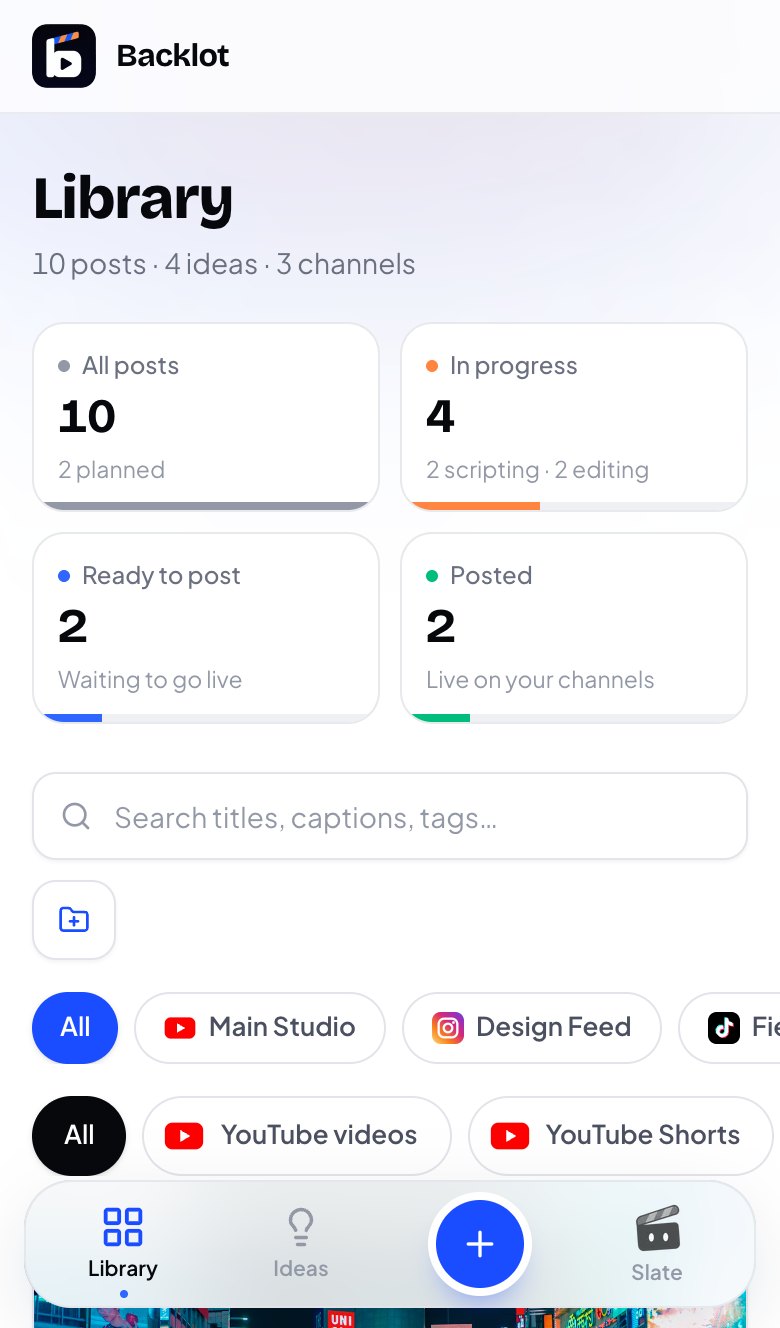 Backlot
Library
10 posts · 4 ideas · 3 channels
All posts
10
2 planned
In progress
4
2 scripting · 2 editing
Ready to post
2
Waiting to go live
Posted
2
Live on your channels
Search titles, captions, tags...
All
Main Studio
Design Feed
All
YouTube videos
YouTube Shorts
Library
Ideas
Slate
UNI